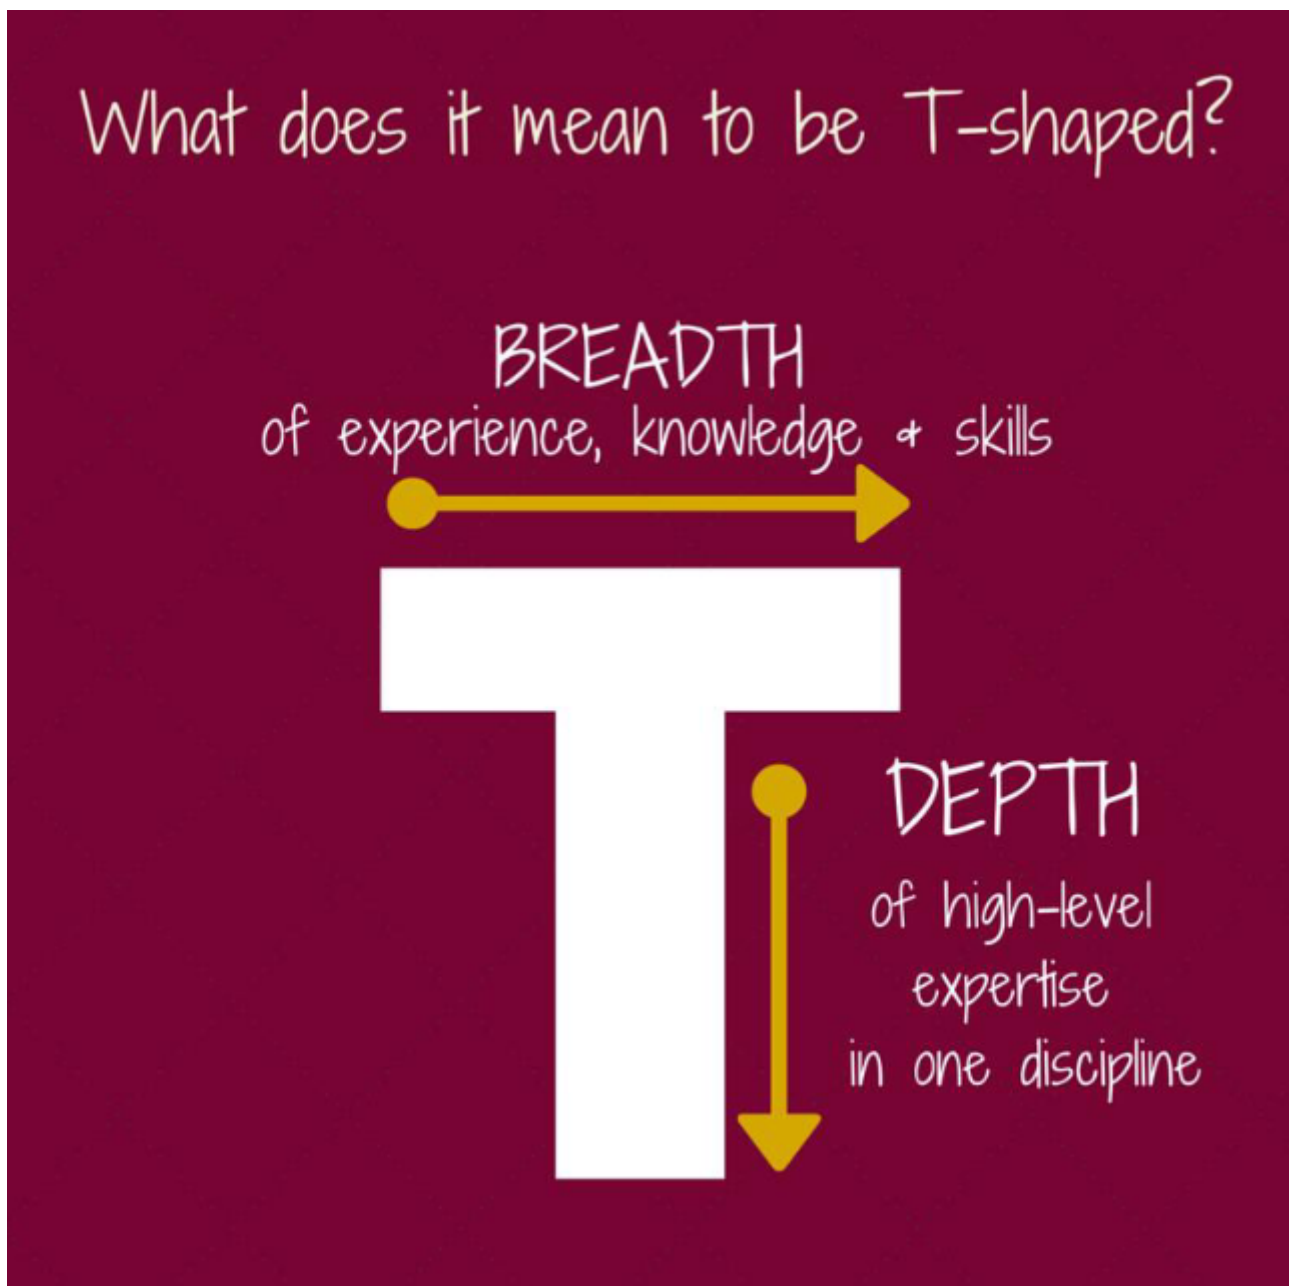 What does it mean to be T-shaped?
BREADTH
of experience, knowledge & skills
T
DEPTH
of high-level
expertise
in one discipline